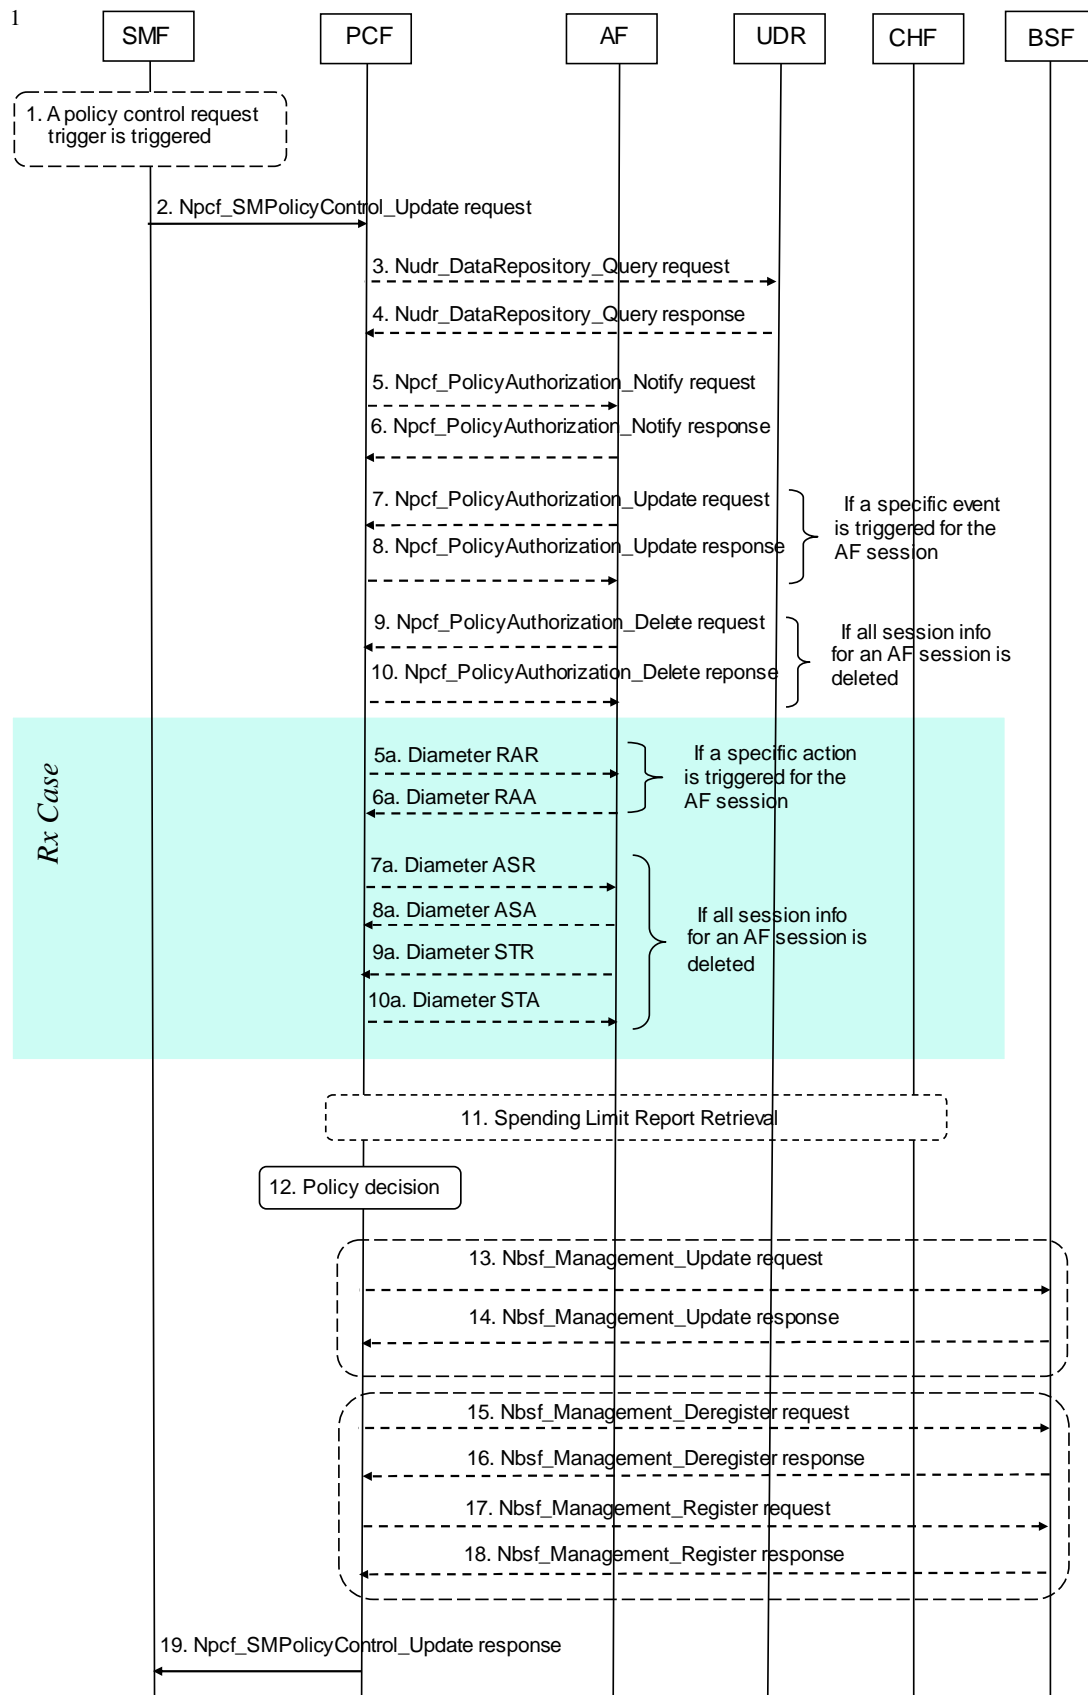 1
SMF
PCF
AF
UDR
CHF
BSF
1. A policy control request
trigger is triggered
2. Npcf_SMPolicyControl_Update request
3. Nudr_DataRepository_Query request
4. Nudr_DataRepository_Query response
5. Npcf_PolicyAuthorization_Notify request
6. Npcf_PolicyAuthorization_Notify response
7. Npcf_PolicyAuthorization_Update request
8. Npcf_PolicyAuthorization_Update response
If a specific event
is triggered for the
AF session
9. Npcf_PolicyAuthorization_Delete request
10. Npcf_PolicyAuthorization_Delete reponse
If all session info
for an AF session is
deleted
Rx Case
5a. Diameter RAR
6a. Diameter RAA
If a specific action
is triggered for the
AF session
7a. Diameter ASR
8a. Diameter ASA
9a. Diameter STR
10a. Diameter STA
If all session info
for an AF session is
deleted
11. Spending Limit Report Retrieval
12. Policy decision
13. Nbsf_Management_Update request
14. Nbsf_Management_Update response
15. Nbsf_Management_Deregister request
16. Nbsf_Management_Deregister response
17. Nbsf_Management_Register request
18. Nbsf_Management_Register response
19. Npcf_SMPolicyControl_Update response